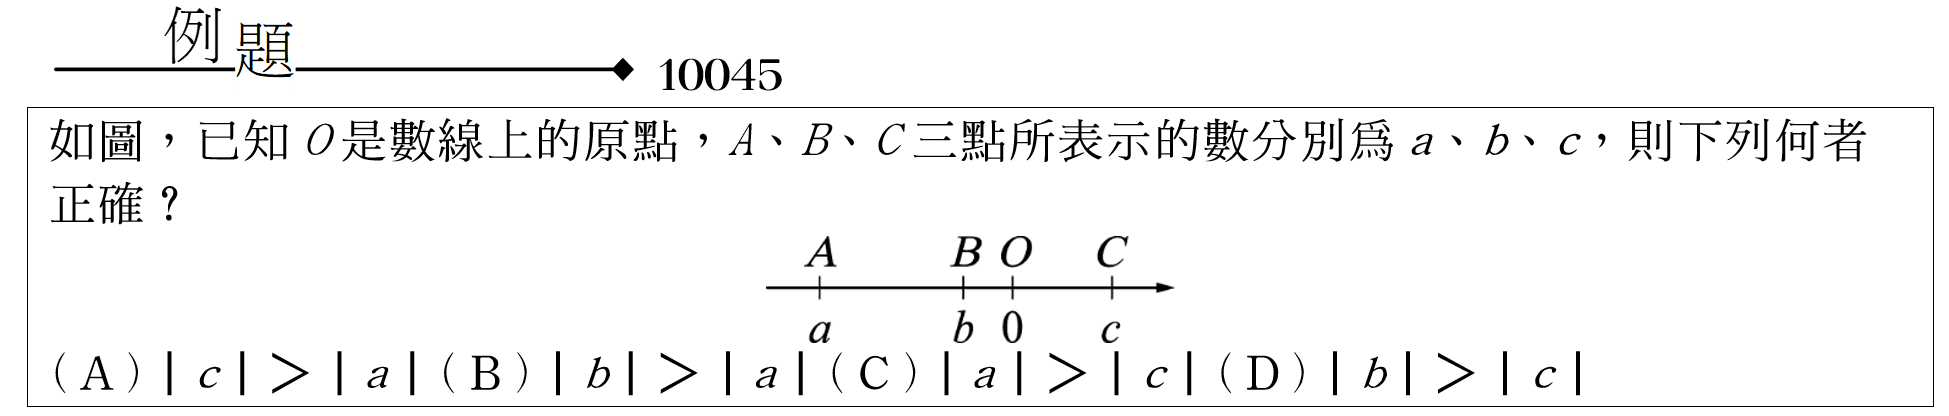 例題 10045
如圖，已知 O 是數線上的原點，A、B、C 三點所表示的數分別為 a、b、c，則下列何者
正確？
A B O C
a b 0 c
（A）| c | ＞ | a |（B）| b | ＞ | a |（C）| a | ＞ | c |（D）| b | ＞ | c |